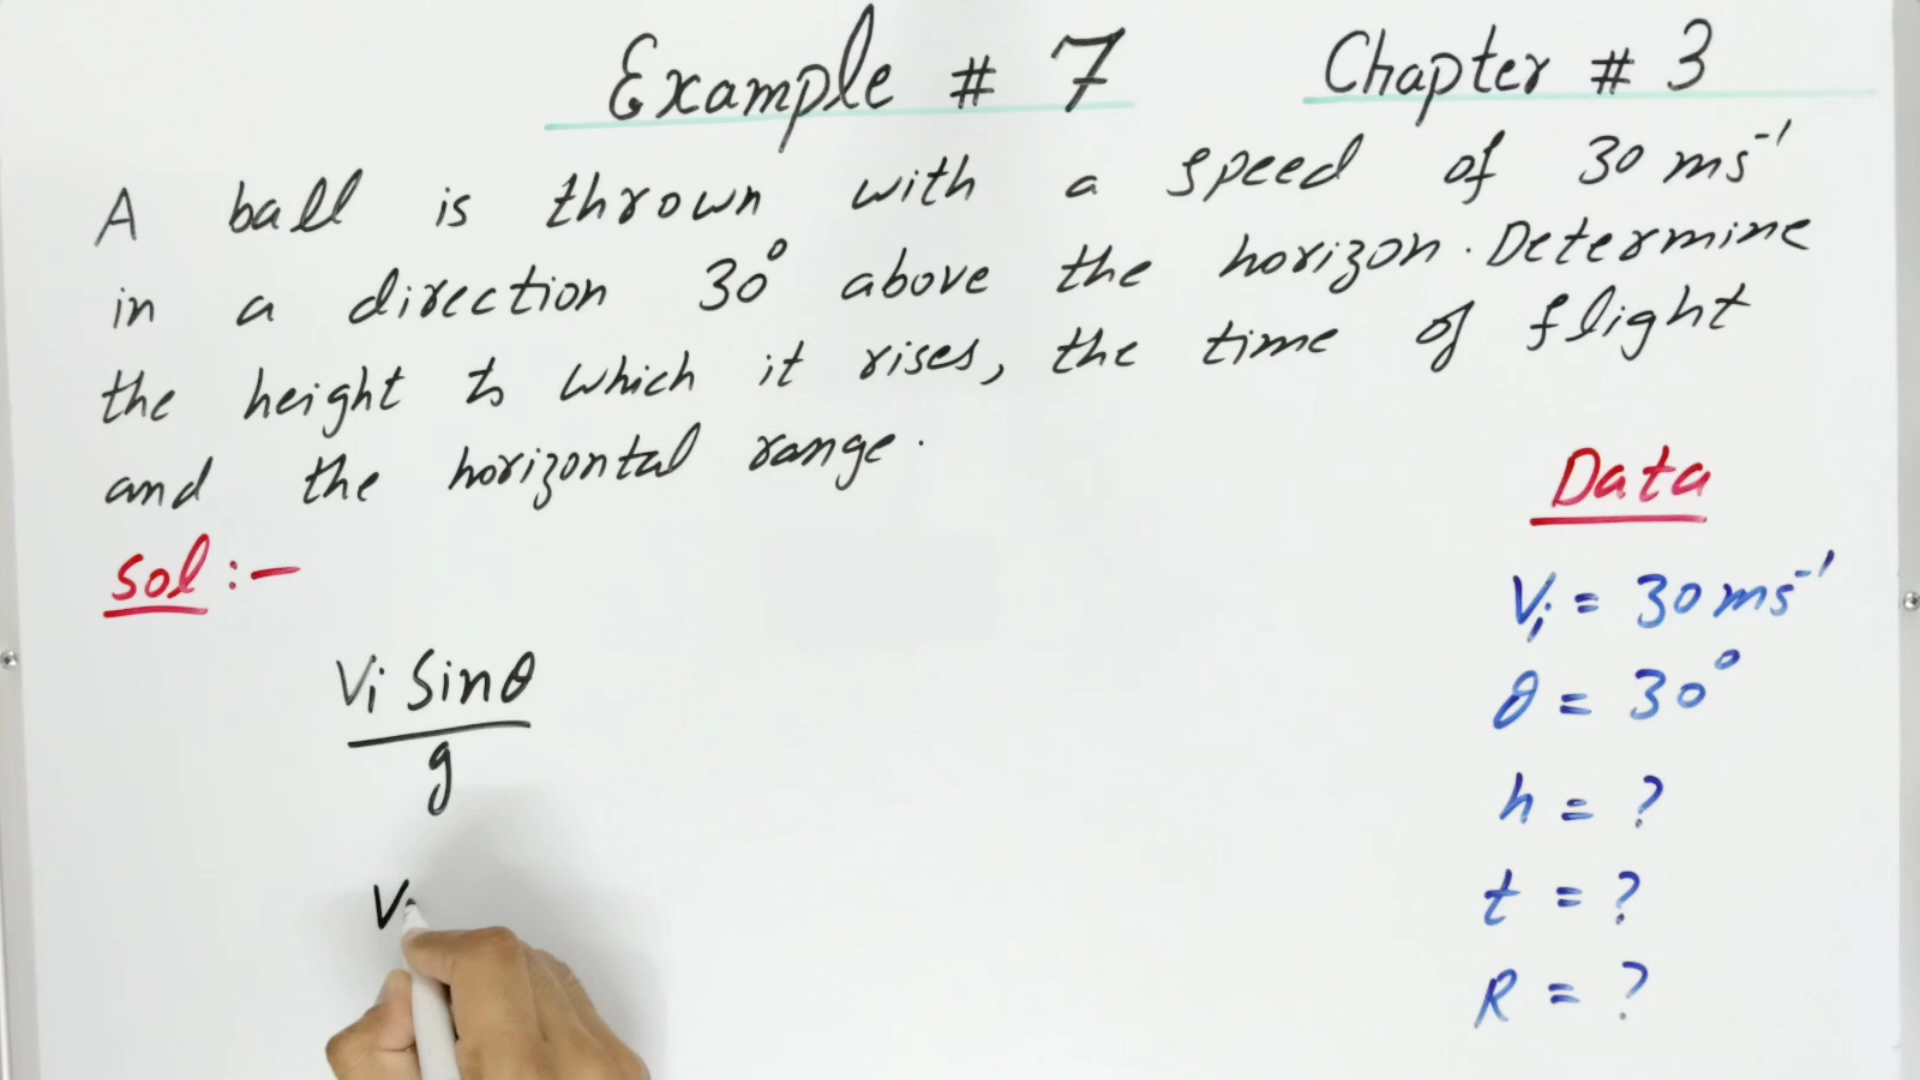 Example # 7 Chapter # 3
A ball is thrown with a speed of 30 ms⁻¹
in a direction 30° above the horizon. Determine
the height to which it rises, the time of flight
and the horizontal range.
Sol :-
Vi Sinθ
g
V
Data
Vi = 30 ms⁻¹
θ = 30°
h = ?
t = ?
R = ?